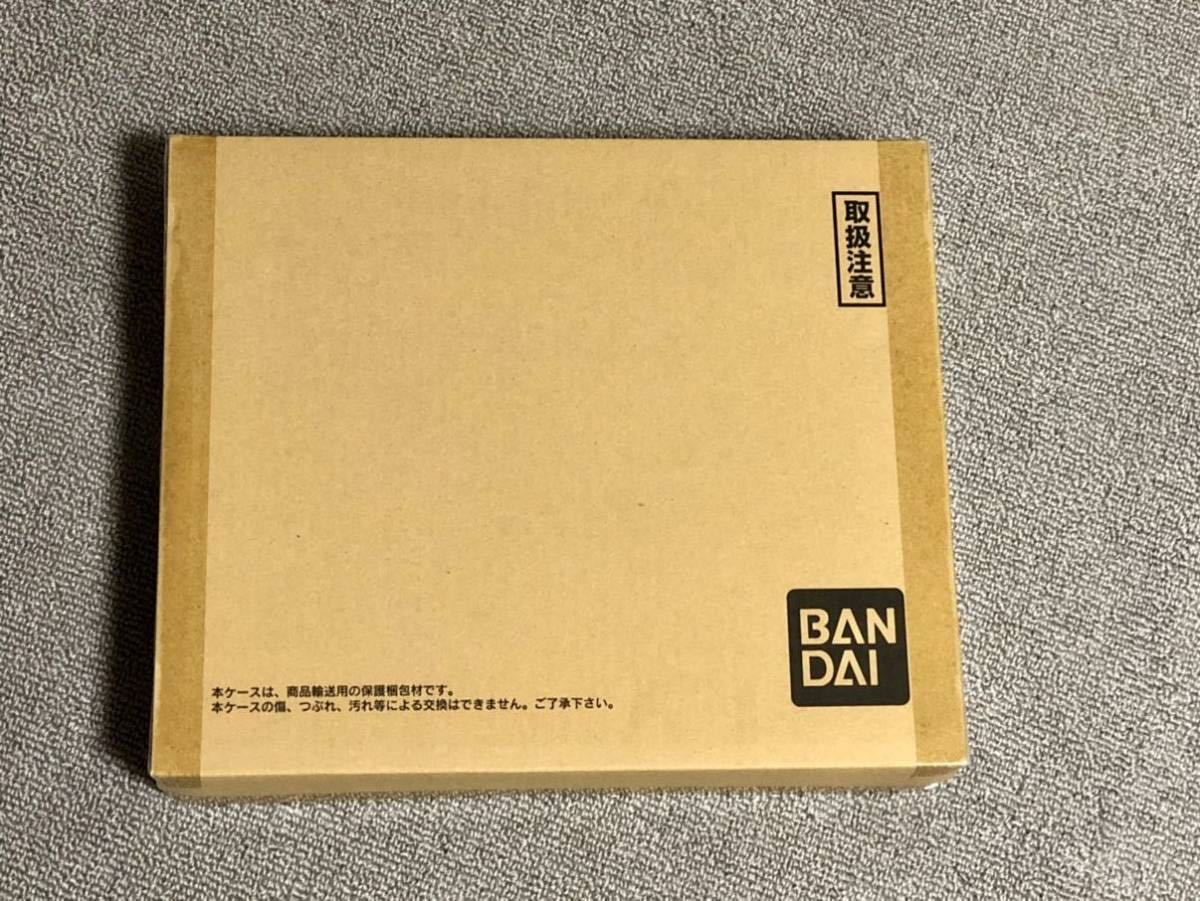 取扱注意
BAN
DAI
本ケースは、商品輸送用の保護梱包材です。
本ケースの傷、つぶれ、汚れ等による交換はできません。ご了承下さい。